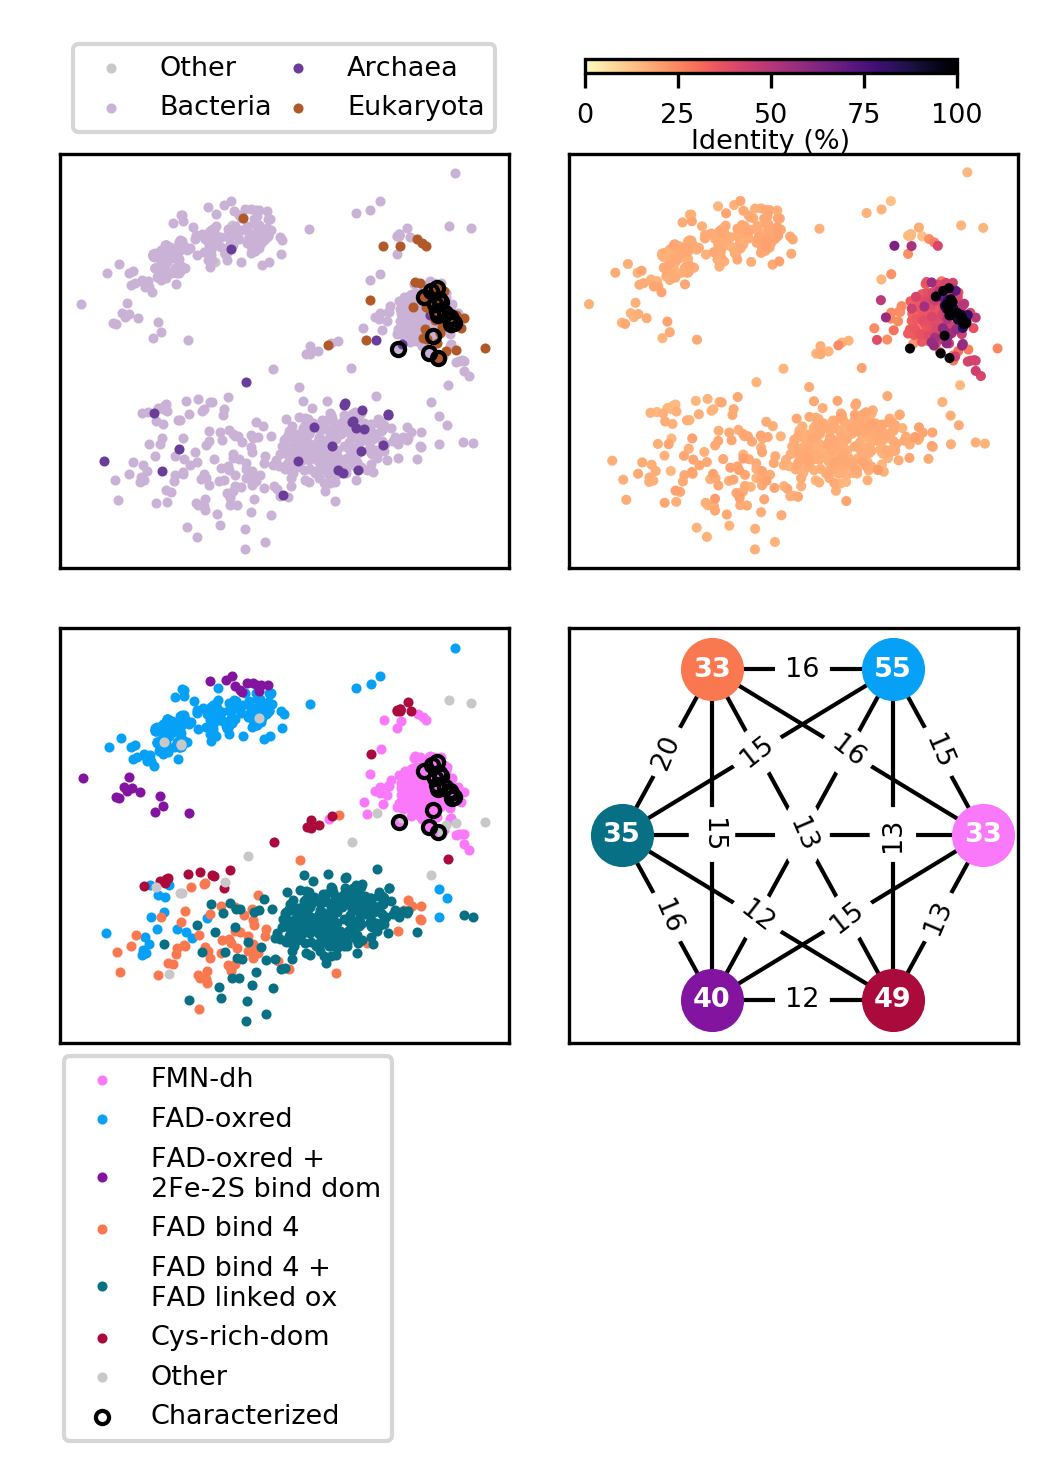 Other
Archaea
Bacteria
Eukaryota
0 25 50 75 100
Identity (%)
33 16 55
20 15 16 15
35 15 13 13 33
16 12 15 13
40 12 49
FMN-dh
FAD-oxred
FAD-oxred +
2Fe-2S bind dom
FAD bind 4
FAD bind 4 +
FAD linked ox
Cys-rich-dom
Other
Characterized